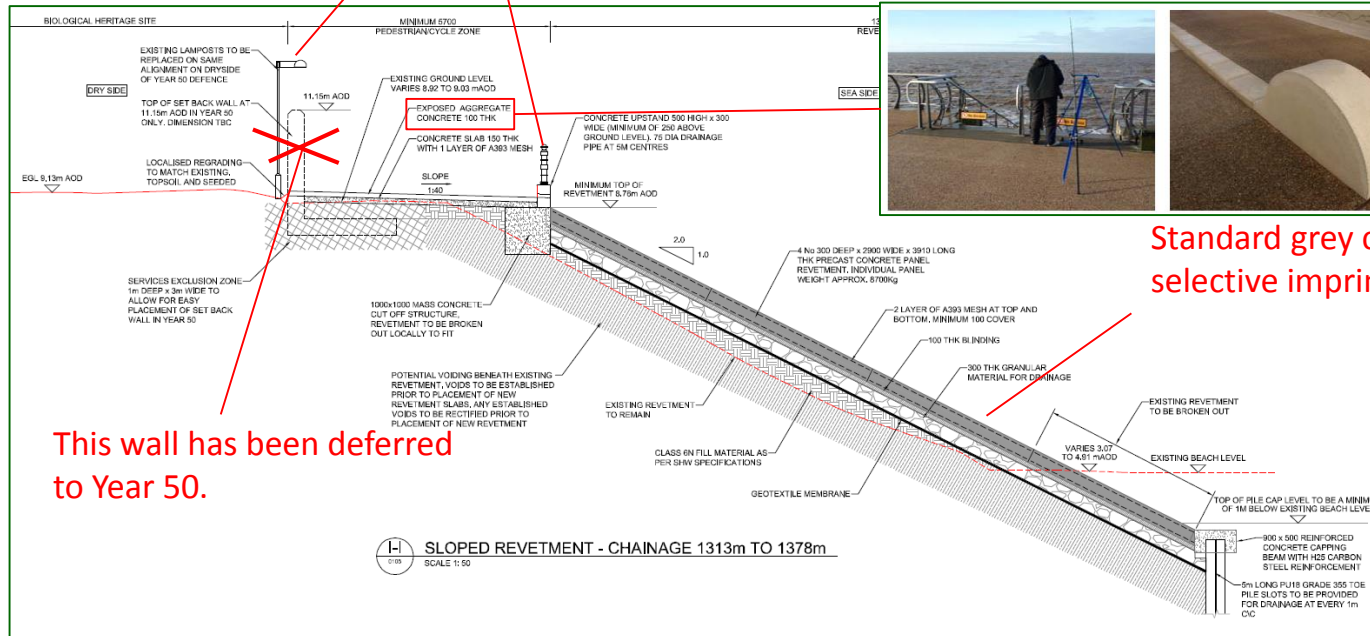 BIOLOGICAL HERITAGE SITE
MINIMUM 5700
PEDESTRIAN/CYCLE ZONE
13
REVE
EXISTING LAMPOSTS TO BE
REPLACED ON SAME
ALIGNMENT ON DRYSIDE
OF YEAR 50 DEFENCE
DRY SIDE
TOP OF SET BACK WALL AT
11.15m AOD IN YEAR 50
ONLY. DIMENSION TBC
11.15m AOD
EXISTING GROUND LEVEL
VARIES 8.92 TO 9.03 mAOD
EXPOSED AGGREGATE
CONCRETE 100 THK
CONCRETE SLAB 150 THK
WITH 1 LAYER OF A393 MESH
SEA SIDE
CONCRETE UPSTAND 500 HIGH x 300
WIDE (MINIMUM OF 250 ABOVE
GROUND LEVEL). 75 DIA DRAINAGE
PIPE AT 5M CENTRES
LOCALISED REGRADING
TO MATCH EXISTING,
TOPSOIL AND SEEDED
EGL 9.13m AOD
SLOPE
1:40
MINIMUM TOP OF
REVETMENT 8.76m AOD
2.0
1.0
Standard grey c
selective imprin
4 No 300 DEEP x 2900 WIDE x 3910 LONG
THK PRECAST CONCRETE PANEL
REVETMENT. INDIVIDUAL PANEL
WEIGHT APPROX. 8700Kg
SERVICES EXCLUSION ZONE
1m DEEP x 3m WIDE TO
ALLOW FOR EASY
PLACEMENT OF SET BACK
WALL IN YEAR 50
1000x1000 MASS CONCRETE
CUT OFF STRUCTURE,
REVETMENT TO BE BROKEN
OUT LOCALLY TO FIT
2 LAYER OF A393 MESH AT TOP AND
BOTTOM, MINIMUM 100 COVER
100 THK BLINDING
300 THK GRANULAR
MATERIAL FOR DRAINAGE
POTENTIAL VOIDING BENEATH EXISTING
REVETMENT, VOIDS TO BE ESTABLISHED
PRIOR TO PLACEMENT OF NEW
REVETMENT SLABS, ANY ESTABLISHED
VOIDS TO BE RECTIFIED PRIOR TO
PLACEMENT OF NEW REVETMENT
EXISTING REVETMENT
TO REMAIN
EXISTING REVETMENT
TO BE BROKEN OUT
This wall has been deferred
to Year 50.
CLASS 6N FILL MATERIAL AS
PER SHW SPECIFICATIONS
VARIES 3.07
TO 4.91 mAOD
EXISTING BEACH LEVEL
GEOTEXTILE MEMBRANE
TOP OF PILE CAP LEVEL TO BE A MINIM
OF 1M BELOW EXISTING BEACH LEVE
I-I
0105
SLOPED REVETMENT - CHAINAGE 1313m TO 1378m
SCALE 1: 50
900 x 500 REINFORCED
CONCRETE CAPPING
BEAM WITH H25 CARBON
STEEL REINFORCEMENT
5m LONG PU18 GRADE 355 TOE
PILE SLOTS TO BE PROVIDED
FOR DRAINAGE AT EVERY 1m
C\C